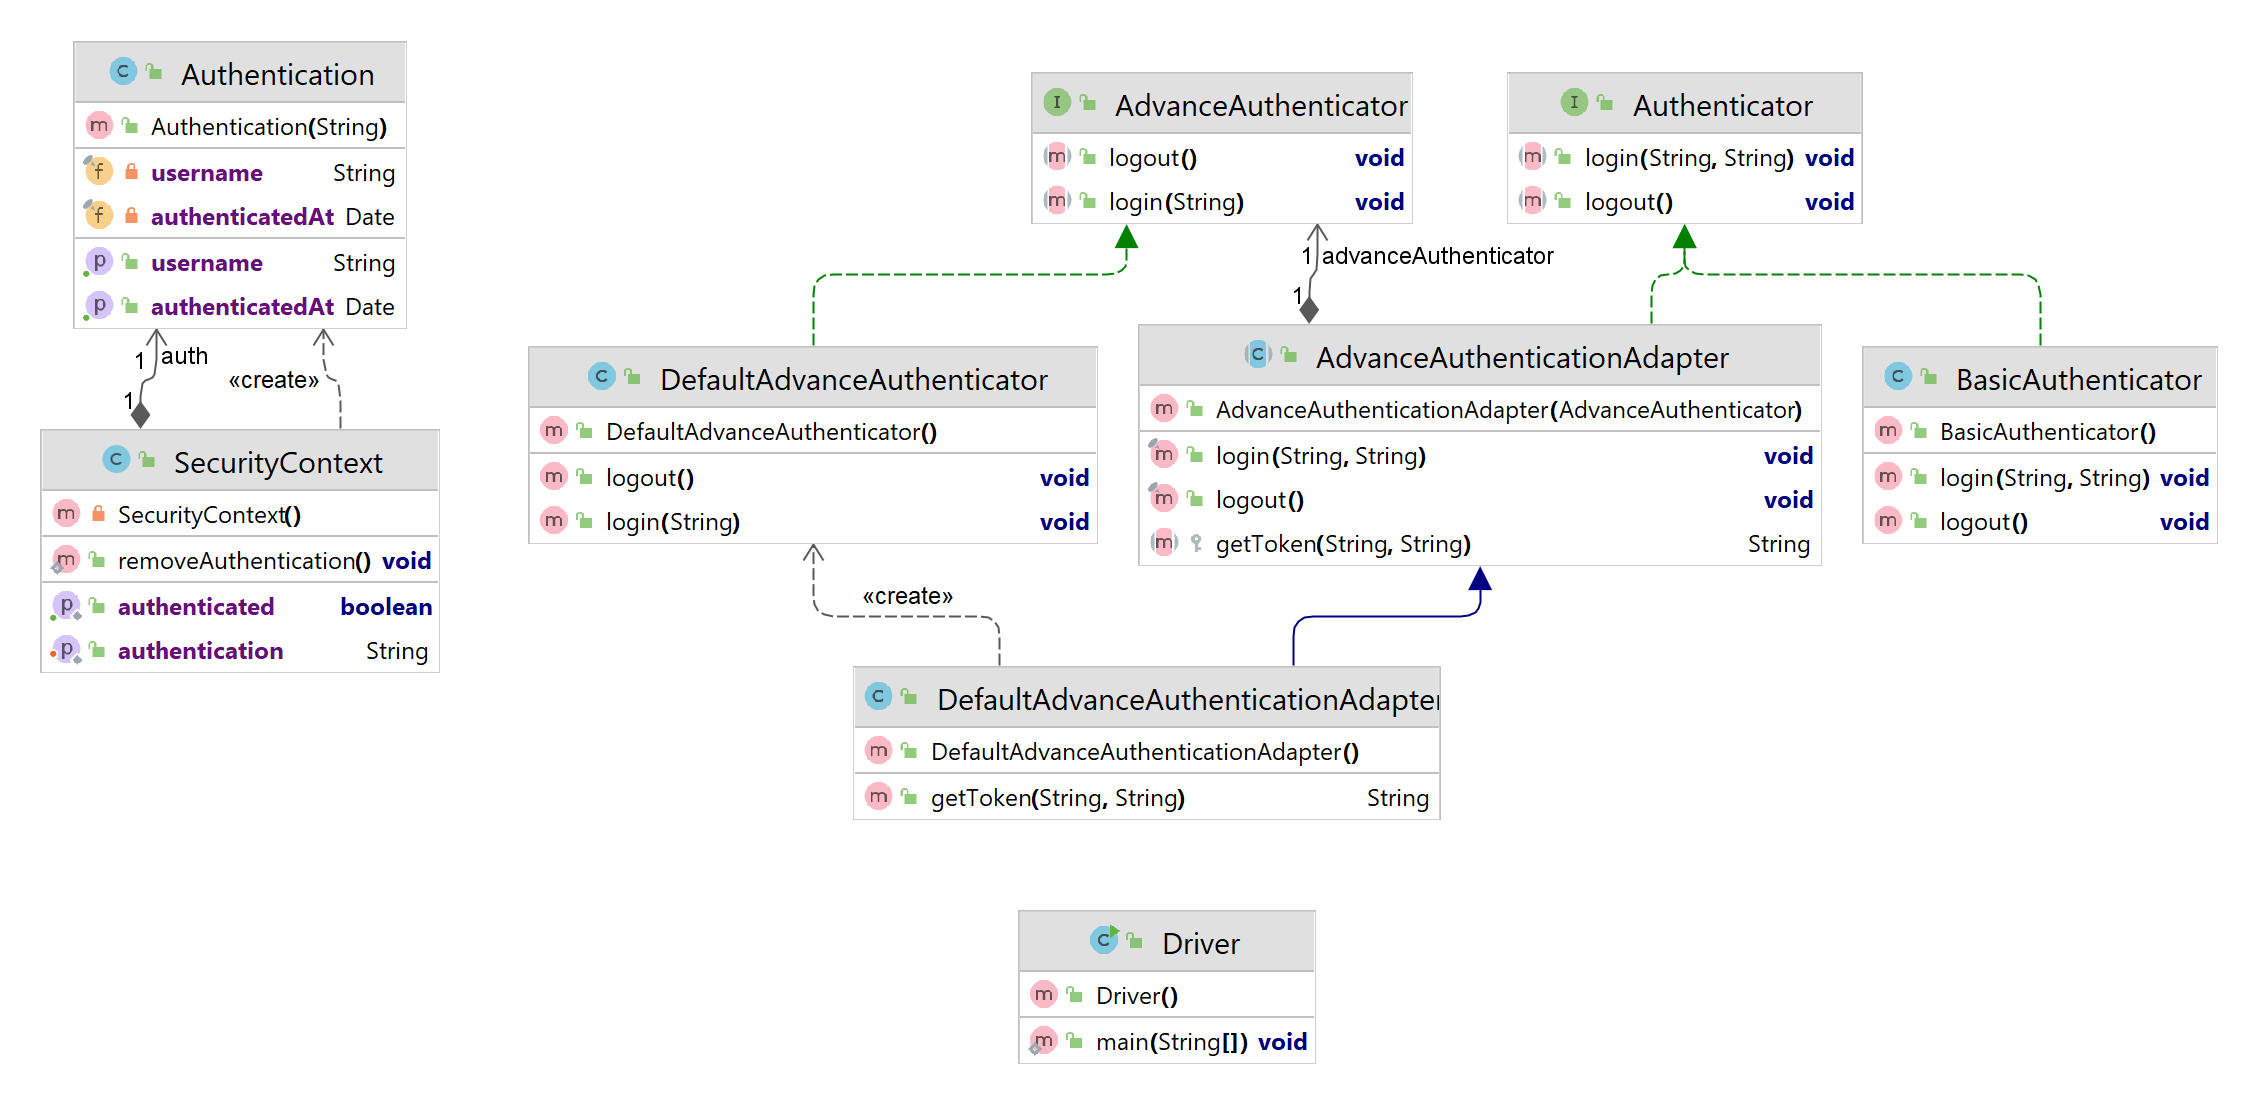 Authentication
Authentication(String)
username String
authenticatedAt Date
username String
authenticatedAt Date
1 auth
«create»
1
SecurityContext
SecurityContext()
removeAuthentication() void
authenticated boolean
authentication String
AdvanceAuthenticator
logout() void
login(String) void
Authenticator
login(String, String) void
logout() void
1 advanceAuthenticator
1
DefaultAdvanceAuthenticator
DefaultAdvanceAuthenticator()
logout() void
login(String) void
AdvanceAuthenticationAdapter
AdvanceAuthenticationAdapter(AdvanceAuthenticator)
login(String, String) void
logout() void
getToken(String, String) String
BasicAuthenticator
BasicAuthenticator()
login(String, String) void
logout() void
«create»
DefaultAdvanceAuthenticationAdapter
DefaultAdvanceAuthenticationAdapter()
getToken(String, String) String
Driver
Driver()
main(String[]) void